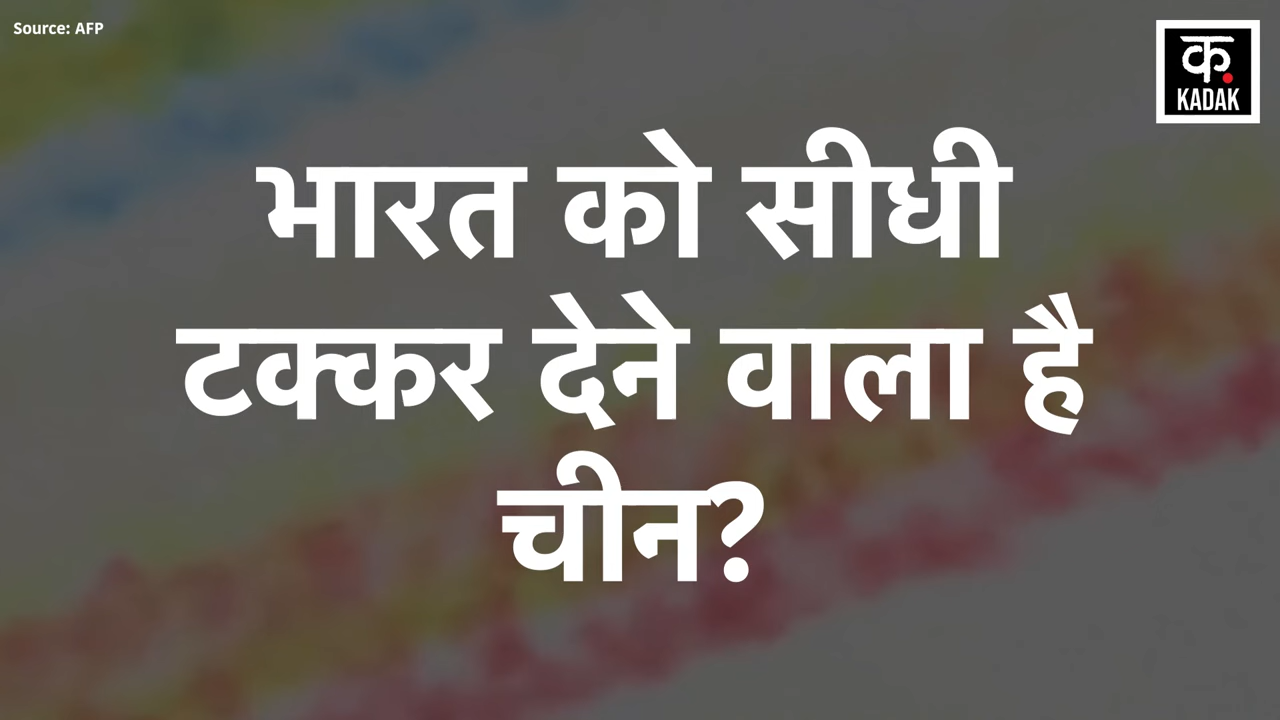 Source: AFP
क.
KADAK
भारत को सीधी
टक्कर देने वाला है
चीन?